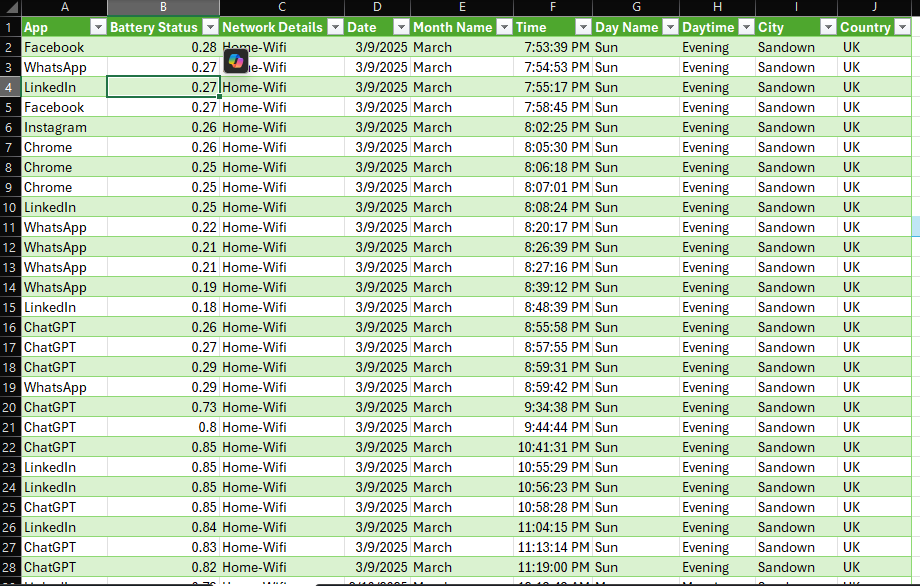 A B C D E F G H I J
1 App Battery Status Network Details Date Month Name Time Day Name Daytime City Country
2 Facebook 0.28 Home-Wifi 3/9/2025 March 7:53:39 PM Sun Evening Sandown UK
3 WhatsApp 0.27 Home-Wifi 3/9/2025 March 7:54:53 PM Sun Evening Sandown UK
4 LinkedIn 0.27 Home-Wifi 3/9/2025 March 7:55:17 PM Sun Evening Sandown UK
5 Facebook 0.27 Home-Wifi 3/9/2025 March 7:58:45 PM Sun Evening Sandown UK
6 Instagram 0.26 Home-Wifi 3/9/2025 March 8:02:25 PM Sun Evening Sandown UK
7 Chrome 0.26 Home-Wifi 3/9/2025 March 8:05:30 PM Sun Evening Sandown UK
8 Chrome 0.25 Home-Wifi 3/9/2025 March 8:06:18 PM Sun Evening Sandown UK
9 Chrome 0.25 Home-Wifi 3/9/2025 March 8:07:01 PM Sun Evening Sandown UK
10 LinkedIn 0.25 Home-Wifi 3/9/2025 March 8:08:24 PM Sun Evening Sandown UK
11 WhatsApp 0.22 Home-Wifi 3/9/2025 March 8:20:17 PM Sun Evening Sandown UK
12 WhatsApp 0.21 Home-Wifi 3/9/2025 March 8:26:39 PM Sun Evening Sandown UK
13 WhatsApp 0.21 Home-Wifi 3/9/2025 March 8:27:16 PM Sun Evening Sandown UK
14 WhatsApp 0.19 Home-Wifi 3/9/2025 March 8:39:12 PM Sun Evening Sandown UK
15 LinkedIn 0.18 Home-Wifi 3/9/2025 March 8:48:39 PM Sun Evening Sandown UK
16 ChatGPT 0.26 Home-Wifi 3/9/2025 March 8:55:58 PM Sun Evening Sandown UK
17 ChatGPT 0.27 Home-Wifi 3/9/2025 March 8:57:55 PM Sun Evening Sandown UK
18 ChatGPT 0.29 Home-Wifi 3/9/2025 March 8:59:31 PM Sun Evening Sandown UK
19 WhatsApp 0.29 Home-Wifi 3/9/2025 March 8:59:42 PM Sun Evening Sandown UK
20 ChatGPT 0.73 Home-Wifi 3/9/2025 March 9:34:38 PM Sun Evening Sandown UK
21 ChatGPT 0.8 Home-Wifi 3/9/2025 March 9:44:44 PM Sun Evening Sandown UK
22 ChatGPT 0.85 Home-Wifi 3/9/2025 March 10:41:31 PM Sun Evening Sandown UK
23 LinkedIn 0.85 Home-Wifi 3/9/2025 March 10:55:29 PM Sun Evening Sandown UK
24 LinkedIn 0.85 Home-Wifi 3/9/2025 March 10:56:23 PM Sun Evening Sandown UK
25 ChatGPT 0.85 Home-Wifi 3/9/2025 March 10:58:28 PM Sun Evening Sandown UK
26 LinkedIn 0.84 Home-Wifi 3/9/2025 March 11:04:15 PM Sun Evening Sandown UK
27 ChatGPT 0.83 Home-Wifi 3/9/2025 March 11:13:14 PM Sun Evening Sandown UK
28 ChatGPT 0.82 Home-Wifi 3/9/2025 March 11:19:00 PM Sun Evening Sandown UK